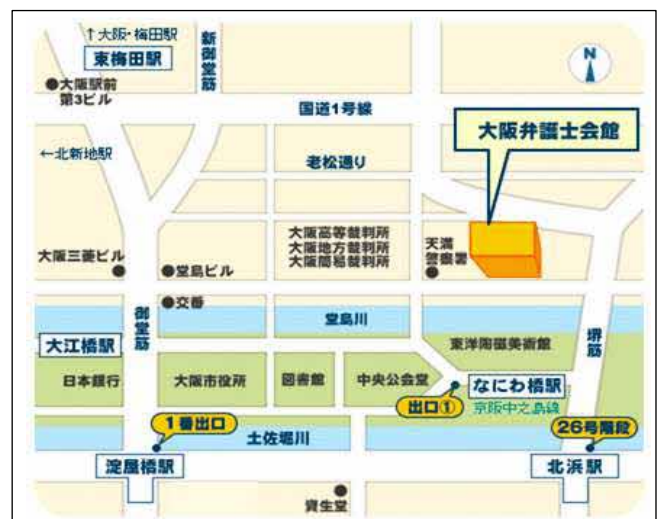 ↑大阪・梅田駅
東梅田駅
新御堂筋
N
●大阪駅前
第3ビル
国道1号線
大阪弁護士会館
←北新地駅
老松通り
大阪高等裁判所
大阪地方裁判所
大阪簡易裁判所
天満
警察署
大阪三菱ビル
●堂島ビル
●交番
御堂筋
堂島川
堺筋
大江橋駅
東洋陶磁美術館
日本銀行
大阪市役所
図書館
中央公会堂
なにわ橋駅
出口①
京阪中之島線
1番出口
土佐堀川
26号階段
淀屋橋駅
北浜駅
資生堂